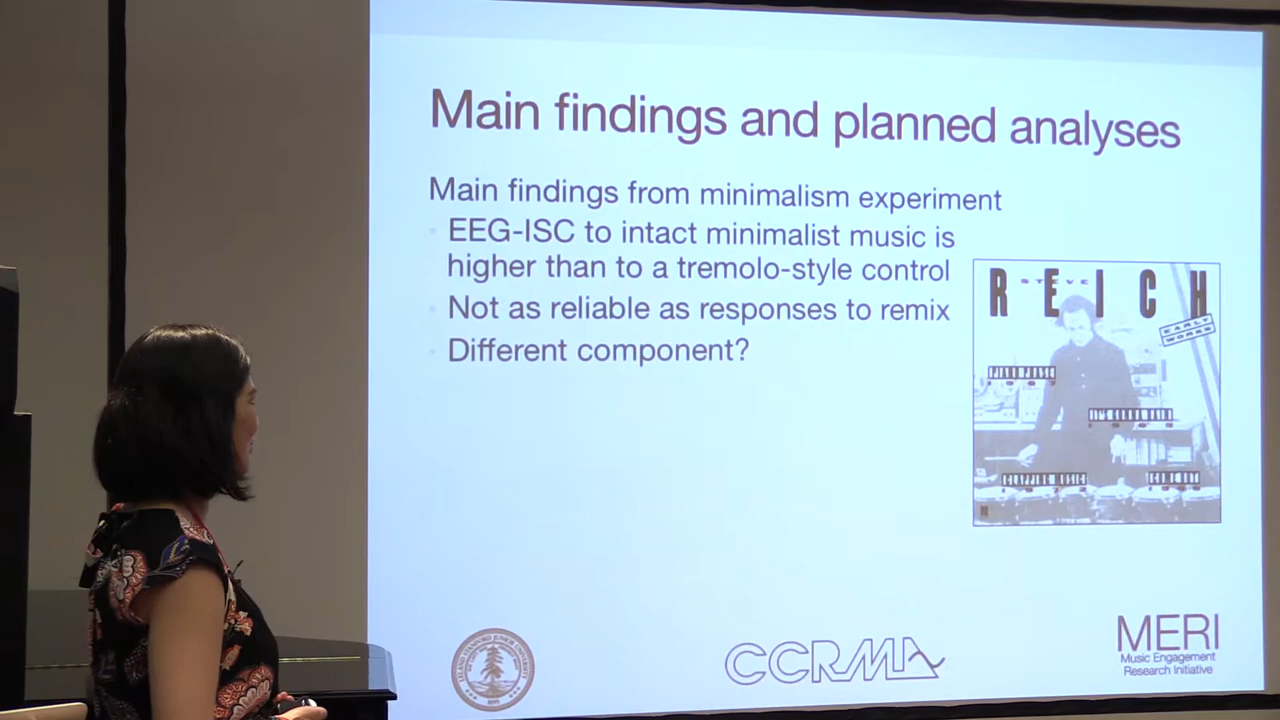 Main findings and planned analyses
Main findings from minimalism experiment
EEG-ISC to intact minimalist music is
higher than to a tremolo-style control
Not as reliable as responses to remix
Different component?
STEVE
REICH
EARLY
WORKS
CCRMA
MERI
Music Engagement
Research Initiative